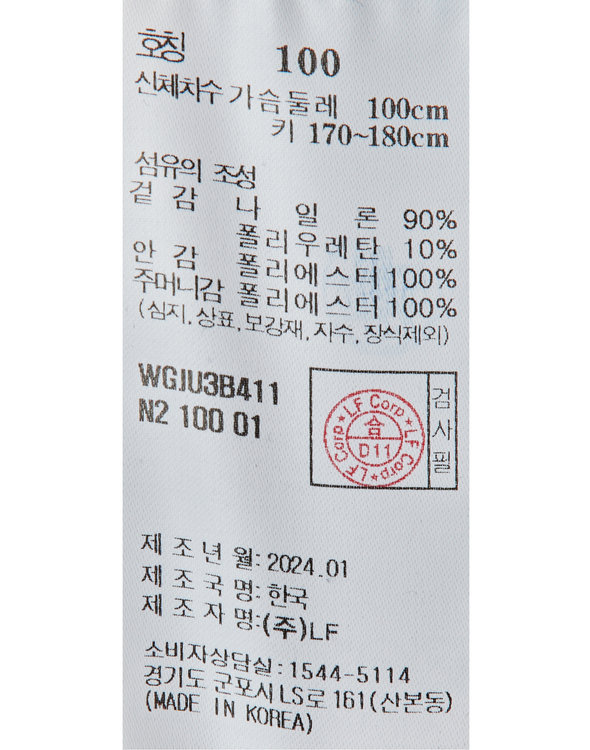 호칭 100
신체치수 가슴둘레 100cm
키 170~180cm
섬유의 조성
겉감 나일론 90%
폴리우레탄 10%
안감 폴리에스터 100%
주머니감 폴리에스터 100%
(심지,상표,보강재,자수,장식제외)
WGJU3B411
N2 100 01
LF Corp ★ LF Corp ★ LF Corp ★
合
D11
검사필
제조년월: 2024.01
제조국명: 한국
제조자명: (주)LF
소비자상담실: 1544-5114
경기도 군포시 LS로 161(산본동)
(MADE IN KOREA)